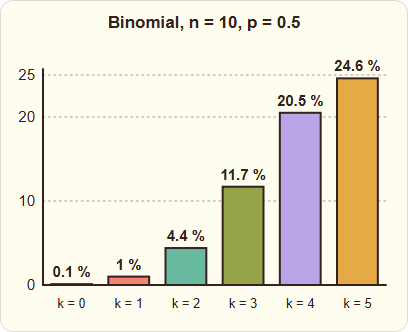 Binomial, n = 10, p = 0.5
25
20
10
0
0.1 %
1 %
4.4 %
11.7 %
20.5 %
24.6 %
k = 0
k = 1
k = 2
k = 3
k = 4
k = 5